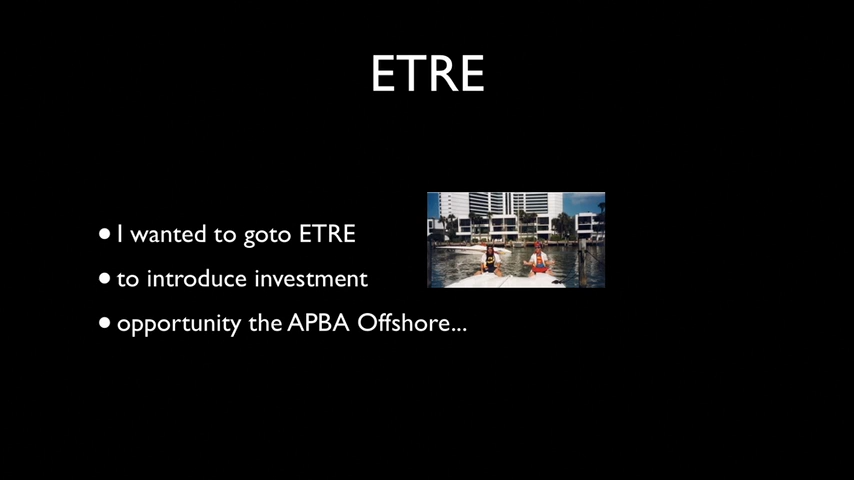 ETRE
• I wanted to goto ETRE
• to introduce investment
• opportunity the APBA Offshore...